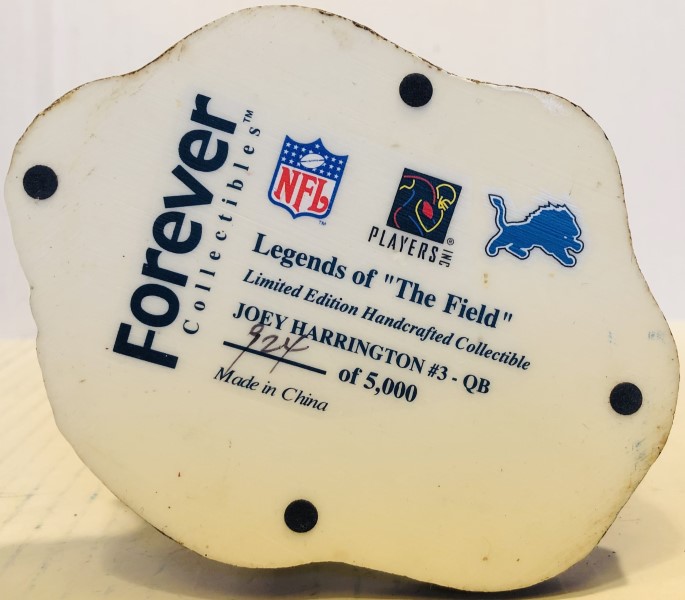 Forever
Collectibles™
NFL
™
PLAYERS INC®
Legends of "The Field"
Limited Edition Handcrafted Collectible
JOEY HARRINGTON #3 - QB
924 of 5,000
Made in China